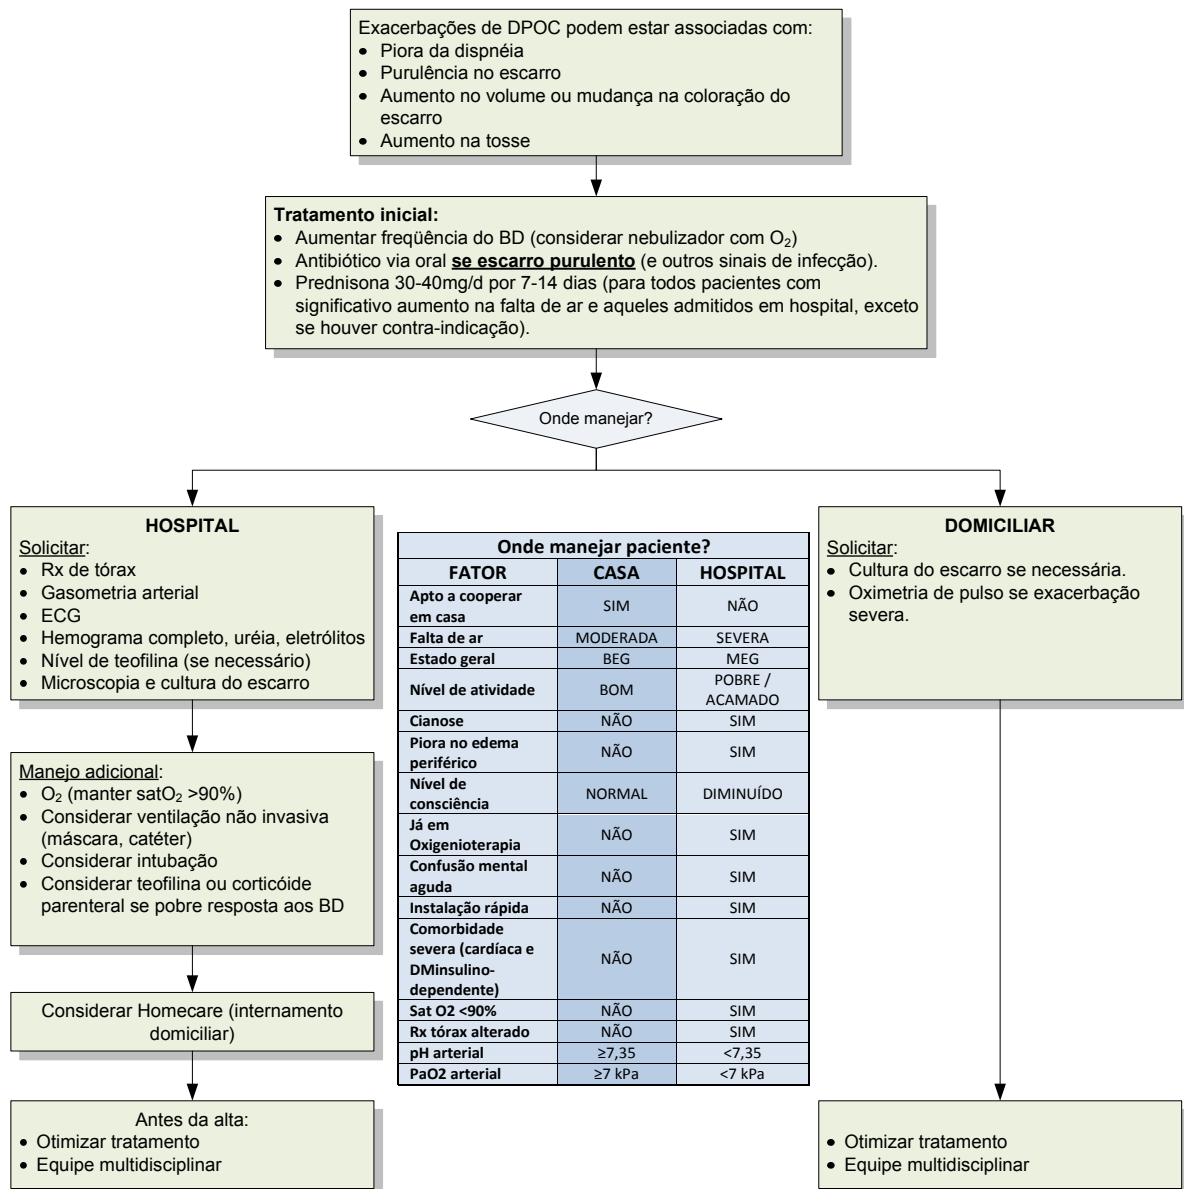 Exacerbações de DPOC podem estar associadas com:
• Piora da dispnéia
• Purulência no escarro
• Aumento no volume ou mudança na coloração do
escarro
• Aumento na tosse
Tratamento inicial:
• Aumentar freqüência do BD (considerar nebulizador com O₂)
• Antibiótico via oral se escarro purulento (e outros sinais de infecção).
• Prednisona 30-40mg/d por 7-14 dias (para todos pacientes com
significativo aumento na falta de ar e aqueles admitidos em hospital, exceto
se houver contra-indicação).
Onde manejar?
HOSPITAL
Solicitar:
• Rx de tórax
• Gasometria arterial
• ECG
• Hemograma completo, uréia, eletrólitos
• Nível de teofilina (se necessário)
• Microscopia e cultura do escarro
Manejo adicional:
• O₂ (manter satO₂ >90%)
• Considerar ventilação não invasiva
(máscara, catéter)
• Considerar intubação
• Considerar teofilina ou corticóide
parenteral se pobre resposta aos BD
Considerar Homecare (internamento
domiciliar)
Antes da alta:
• Otimizar tratamento
• Equipe multidisciplinar
Onde manejar paciente?
FATOR CASA HOSPITAL
Apto a cooperar
em casa SIM NÃO
Falta de ar MODERADA SEVERA
Estado geral BEG MEG
Nível de atividade BOM POBRE /
ACAMADO
Cianose NÃO SIM
Piora no edema
periférico NÃO SIM
Nível de
consciência NORMAL DIMINUÍDO
Já em
Oxigenioterapia NÃO SIM
Confusão mental
aguda NÃO SIM
Instalação rápida NÃO SIM
Comorbidade
severa (cardíaca e
DMinsulino-
dependente) NÃO SIM
Sat O2 <90% NÃO SIM
Rx tórax alterado NÃO SIM
pH arterial ≥7,35 <7,35
PaO2 arterial ≥7 kPa <7 kPa
DOMICILIAR
Solicitar:
• Cultura do escarro se necessária.
• Oximetria de pulso se exacerbação
severa.
• Otimizar tratamento
• Equipe multidisciplinar